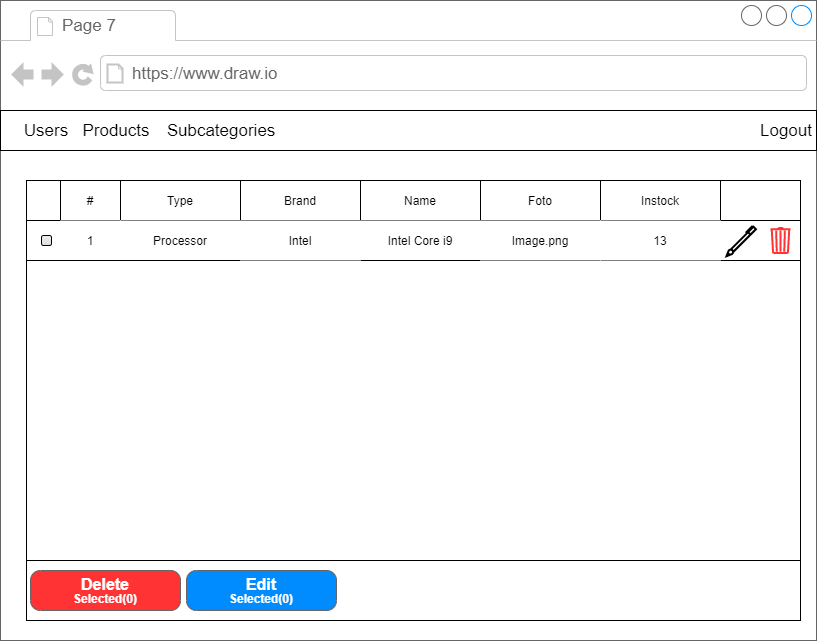 Page 7
https://www.draw.io
Users Products Subcategories Logout
# Type Brand Name Foto Instock
1 Processor Intel Intel Core i9 Image.png 13
Delete Edit
Selected(0) Selected(0)